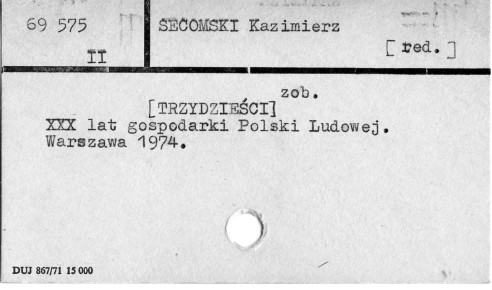 69 575
II
SECOMSKI Kazimierz
[red.]
zob.
[TRZYDZIEŚCI]
XXX lat gospodarki Polski Ludowej.
Warszawa 1974.
DUJ 867/71 15 000